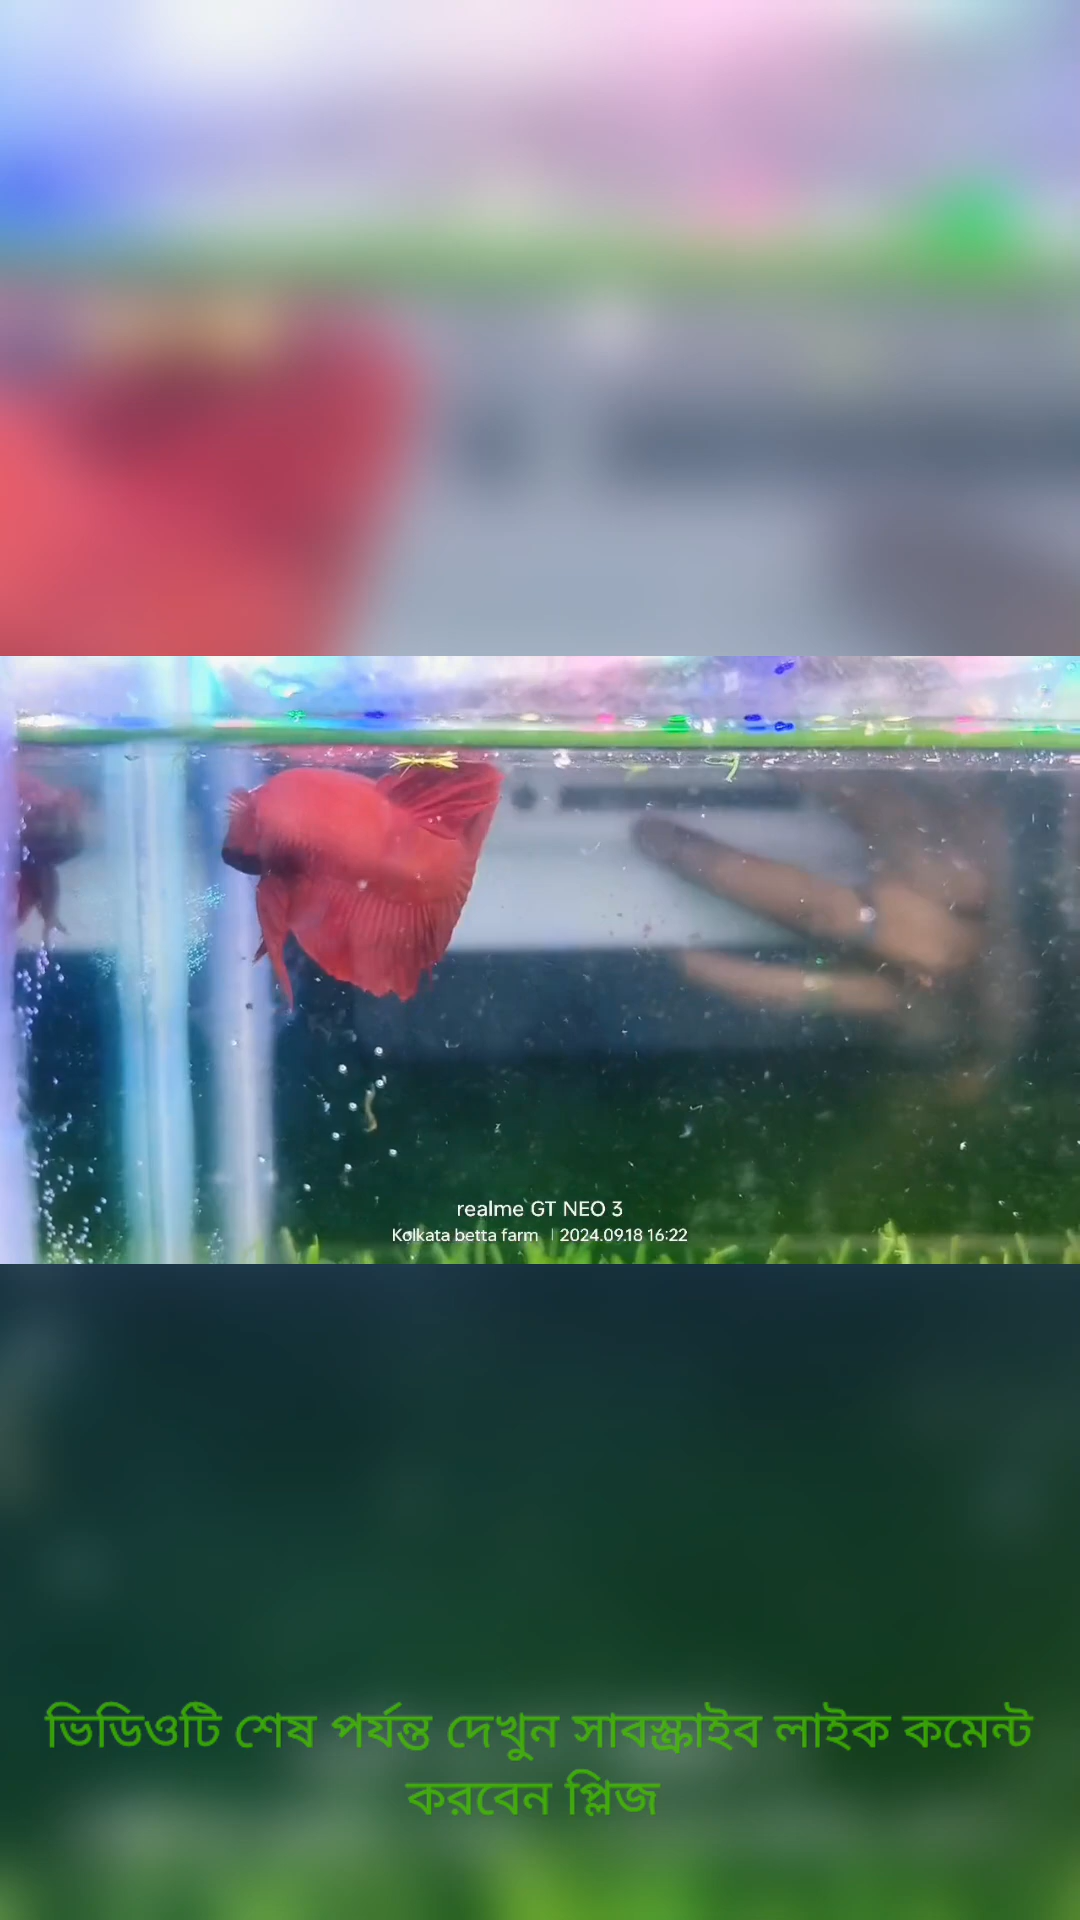 realme GT NEO 3
Kolkata betta farm | 2024.09.18 16:22
ভিডিওটি শেষ পর্যন্ত দেখুন সাবস্ক্রাইব লাইক কমেন্ট
করবেন প্লিজ